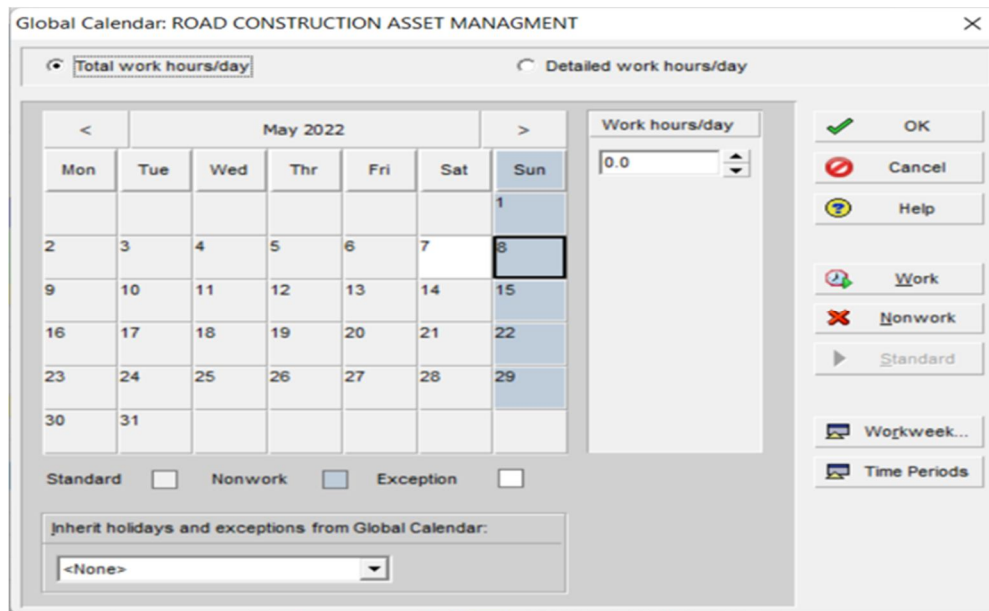 Global Calendar: ROAD CONSTRUCTION ASSET MANAGMENT
Total work hours/day
Detailed work hours/day
< May 2022 >
Mon Tue Wed Thr Fri Sat Sun
1
2 3 4 5 6 7 8
9 10 11 12 13 14 15
16 17 18 19 20 21 22
23 24 25 26 27 28 29
30 31
Standard Nonwork Exception
Inherit holidays and exceptions from Global Calendar:
<None>
Work hours/day
0.0
OK
Cancel
Help
Work
Nonwork
Standard
Workweek...
Time Periods